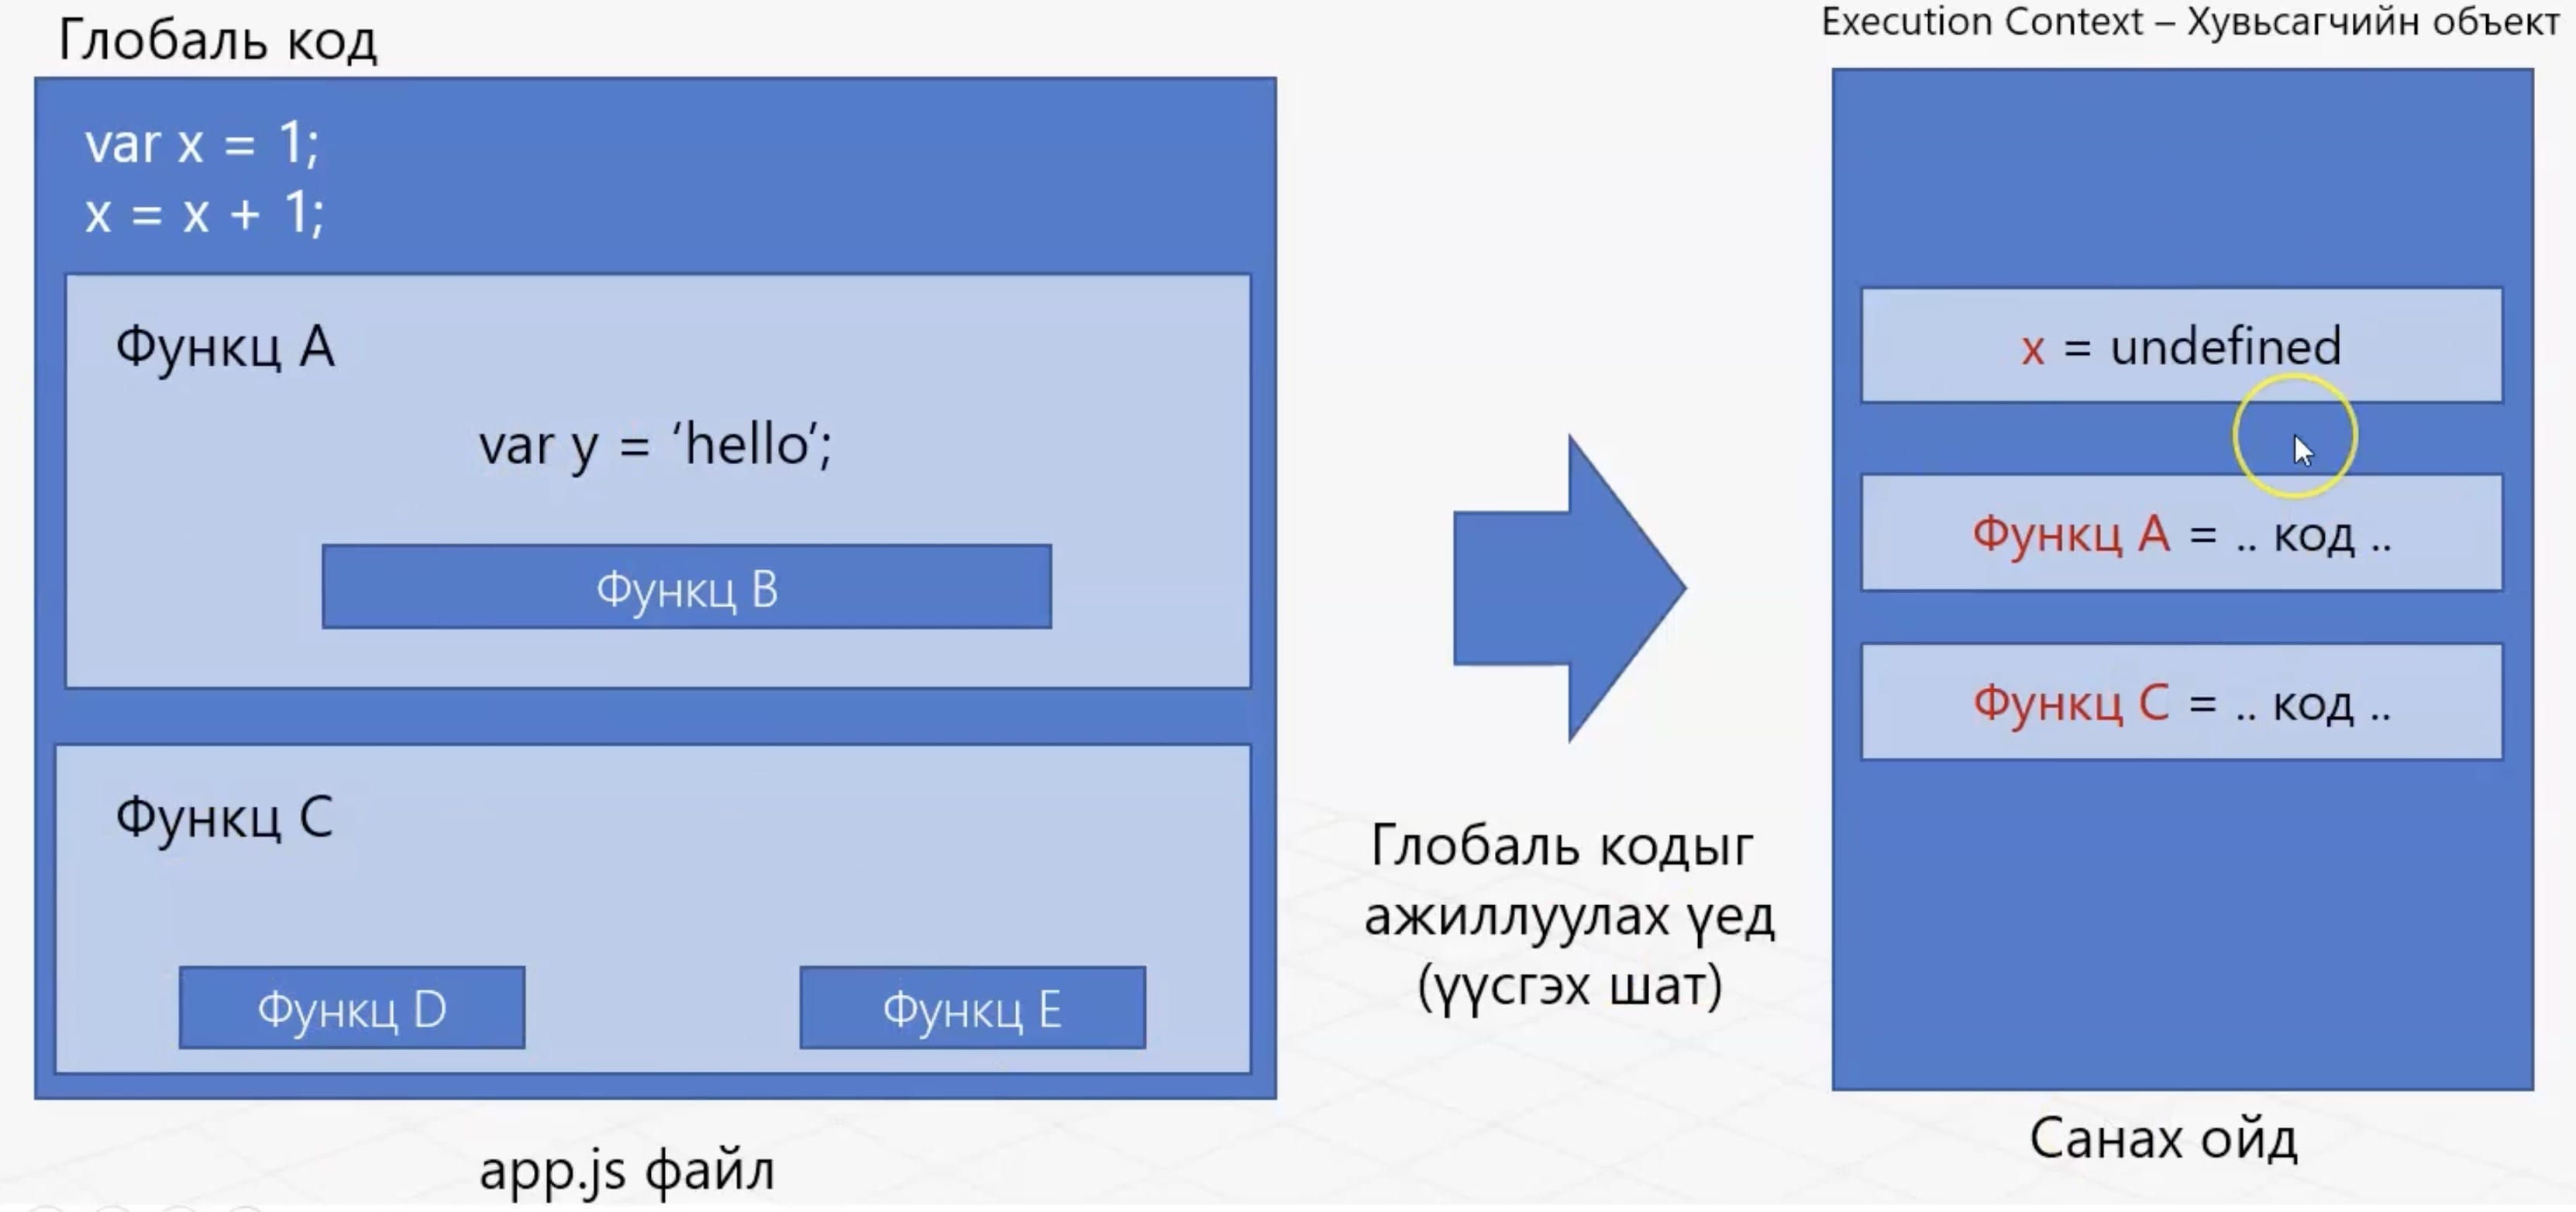 Глобаль код
var x = 1;
x = x + 1;
Функц A
var y = ‘hello’;
Функц B
Функц C
Функц D
Функц E
app.js файл
Глобаль кодыг
ажиллуулах үед
(үүсгэх шат)
Execution Context – Хувьсагчийн объект
x = undefined
Функц A = .. код ..
Функц C = .. код ..
Санах ойд